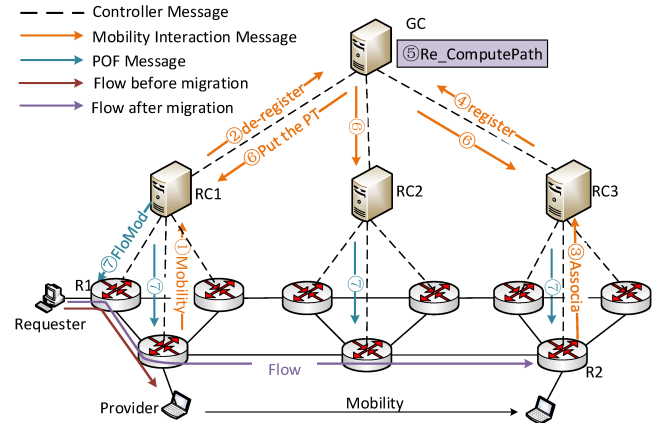 Controller Message
Mobility Interaction Message
POF Message
Flow before migration
Flow after migration
GC
⑤Re_ComputePath
②de-register
⑥Put the PT
⑥
④register
⑥
RC1
RC2
RC3
⑦FloMod
⑦
①Mobility
⑦
⑦
③Associa
R1
Requester
Flow
R2
Provider
Mobility